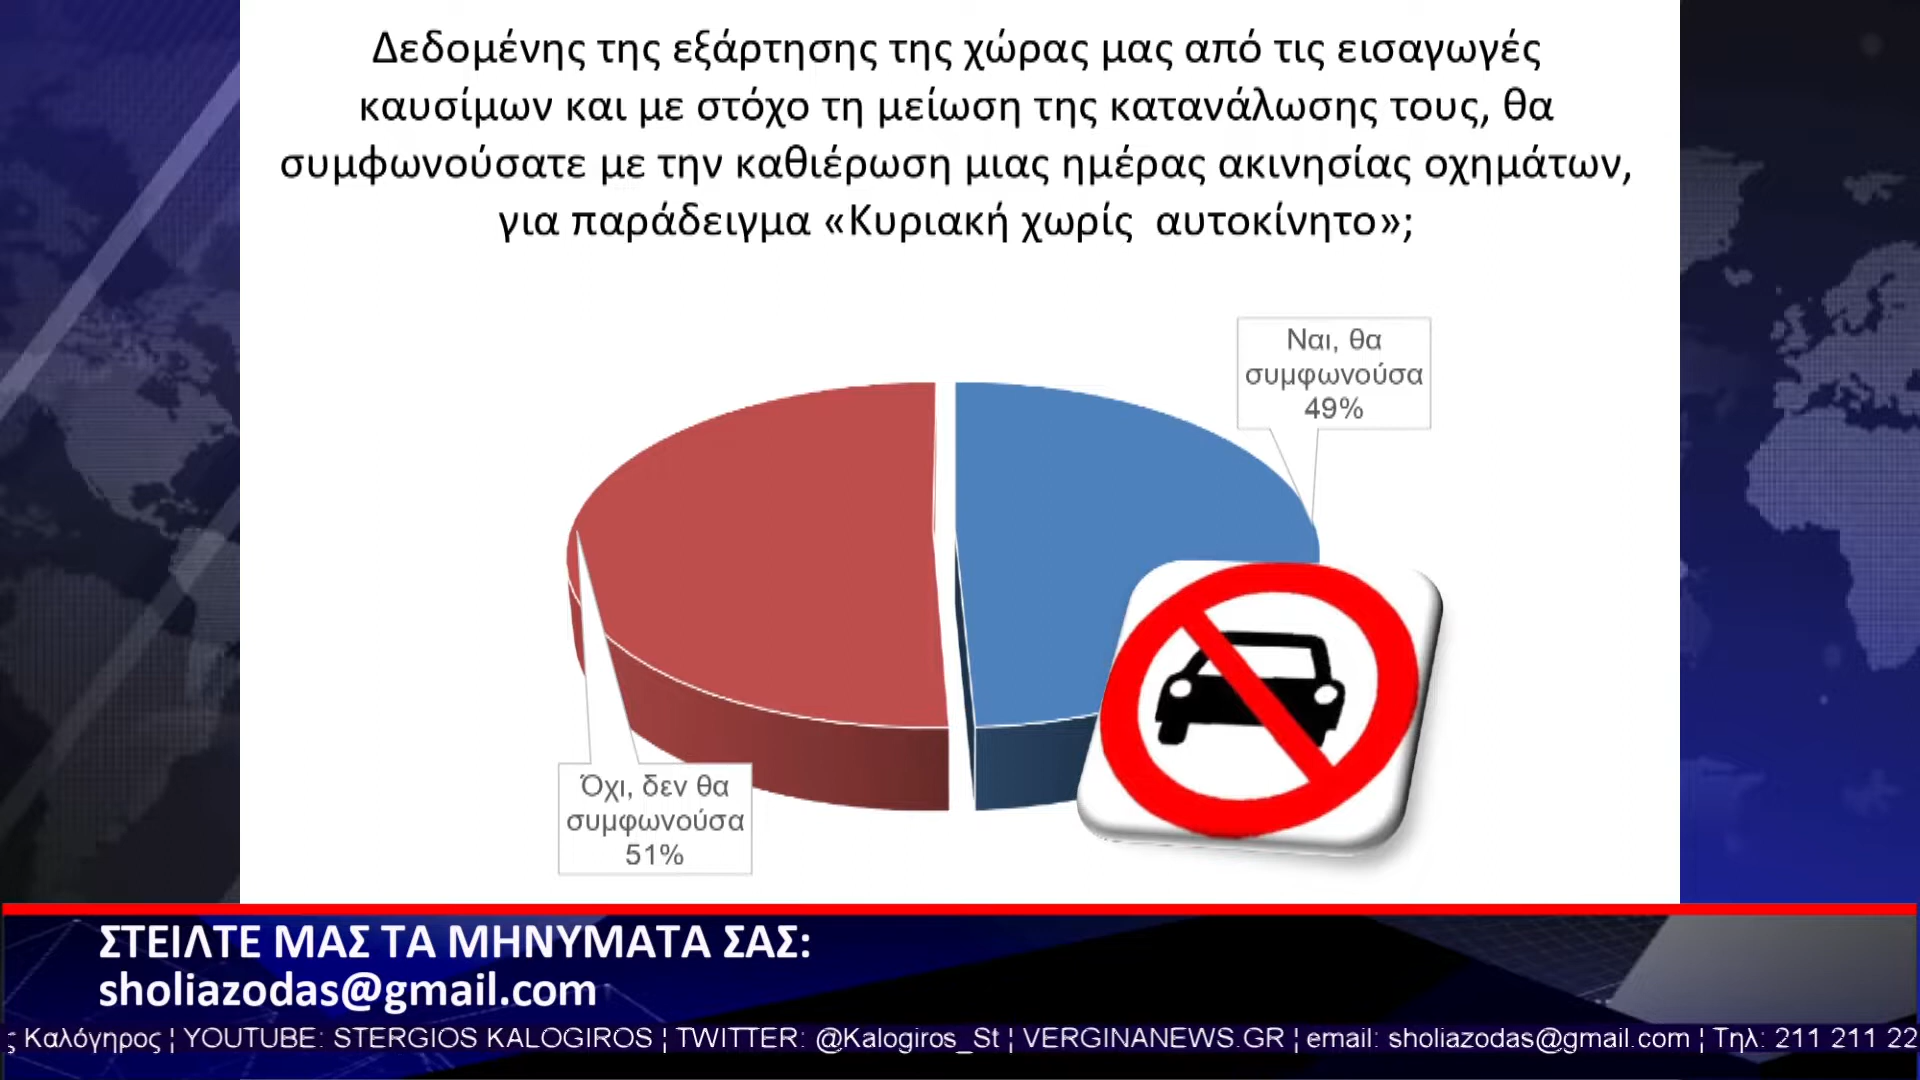 Δεδομένης της εξάρτησης της χώρας μας από τις εισαγωγές
καυσίμων και με στόχο τη μείωση της κατανάλωσης τους, θα
συμφωνούσατε με την καθιέρωση μιας ημέρας ακινησίας οχημάτων,
για παράδειγμα «Κυριακή χωρίς αυτοκίνητο»;
Ναι, θα
συμφωνούσα
49%
Όχι, δεν θα
συμφωνούσα
51%
ΣΤΕΙΛΤΕ ΜΑΣ ΤΑ ΜΗΝΥΜΑΤΑ ΣΑΣ:
sholiazodas@gmail.com
ς Καλόγηρος ¦ YOUTUBE: STERGIOS KALOGIROS ¦ TWITTER: @Kalogiros_St ¦ VERGINANEWS.GR ¦ email: sholiazodas@gmail.com ¦ Τηλ: 211 211 22